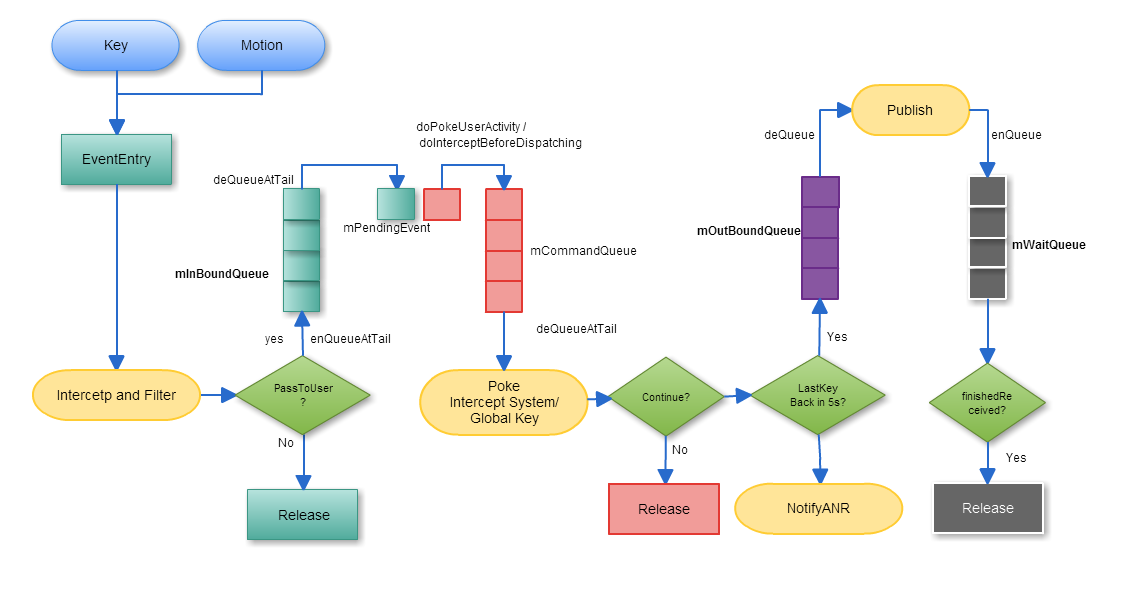 Key
Motion
EventEntry
Intercetp and Filter
PassToUser
?
yes
enQueueAtTail
No
Release
mInBoundQueue
deQueueAtTail
mPendingEvent
doPokeUserActivity /
doInterceptBeforeDispatching
mCommandQueue
deQueueAtTail
Poke
Intercept System/
Global Key
Continue?
No
Release
LastKey
Back in 5s?
Yes
NotifyANR
mOutBoundQueue
deQueue
Publish
enQueue
mWaitQueue
finishedRe
ceived?
Yes
Release